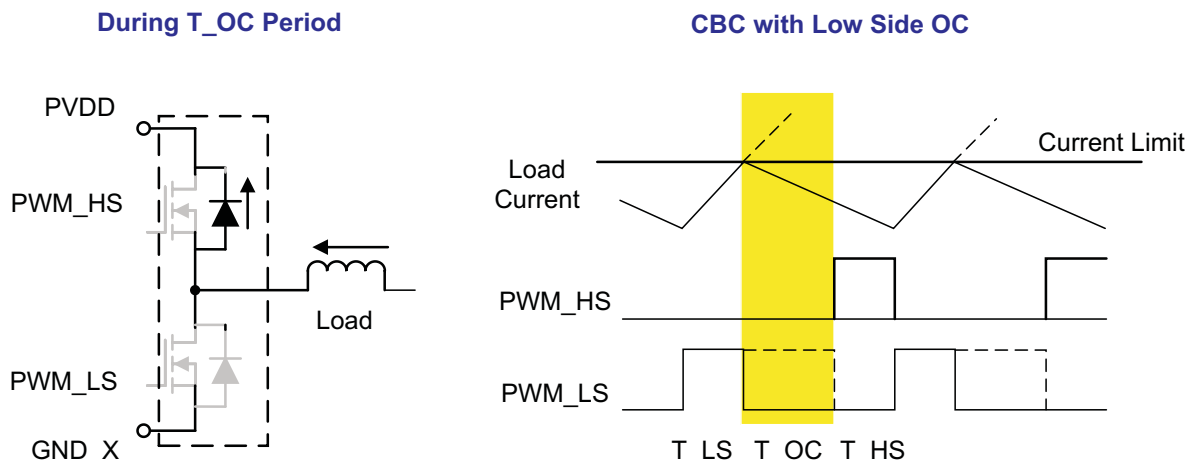 During T_OC Period
PVDD
PWM_HS
Load
PWM_LS
GND_X
CBC with Low Side OC
Load
Current
Current Limit
PWM_HS
PWM_LS
T_LS T_OC T_HS